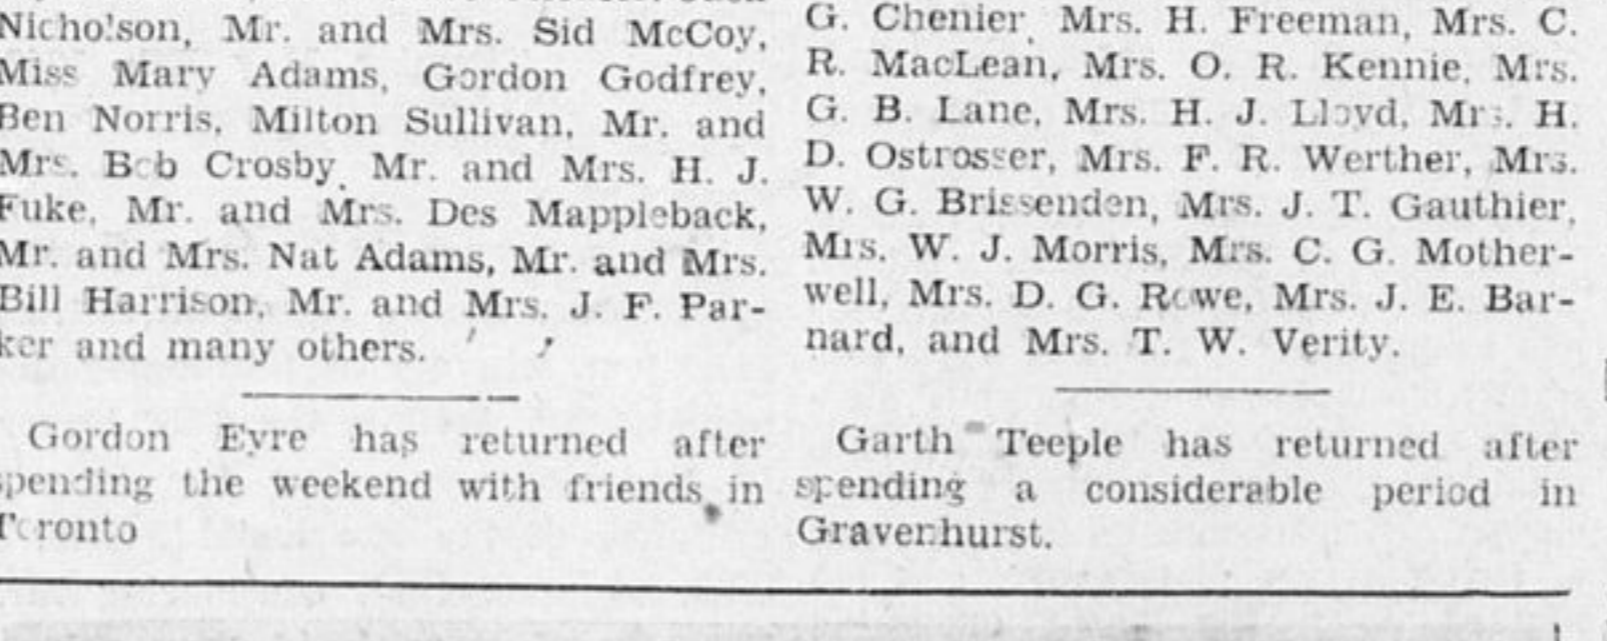 Nicholson, Mr. and Mrs. Sid McCoy,
Miss Mary Adams, Gordon Godfrey,
Ben Norris, Milton Sullivan, Mr. and
Mrs. Bob Crosby, Mr. and Mrs. H. J.
Fuke, Mr. and Mrs. Des Mappleback,
Mr. and Mrs. Nat Adams, Mr. and Mrs.
Bill Harrison, Mr. and Mrs. J. F. Par-
ker and many others.
Gordon Eyre has returned after
spending the weekend with friends in
Toronto
G. Chenier, Mrs. H. Freeman, Mrs. C.
R. MacLean, Mrs. O. R. Kennie, Mrs.
G. B. Lane, Mrs. H. J. Lloyd, Mrs. H.
D. Ostrosser, Mrs. F. R. Werther, Mrs.
W. G. Brissenden, Mrs. J. T. Gauthier,
Mrs. W. J. Morris, Mrs. C. G. Mother-
well, Mrs. D. G. Rowe, Mrs. J. E. Bar-
nard, and Mrs. T. W. Verity.
Garth Teeple has returned after
spending a considerable period in
Gravenhurst.